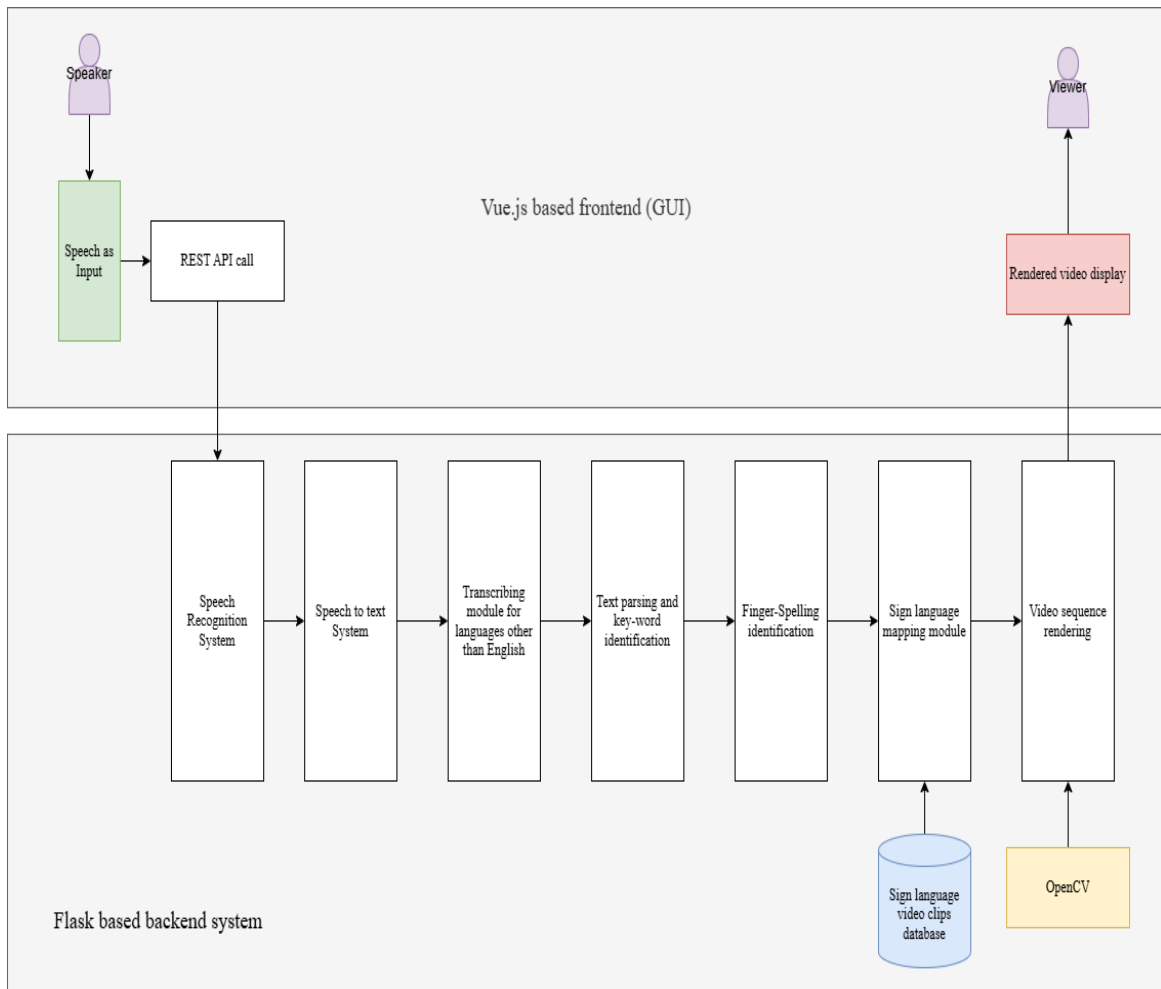 Speaker
Viewer
Vue.js based frontend (GUI)
Speech as
Input
REST API call
Rendered video display
Speech
Recognition
System
Speech to text
System
Transcribing
module for
languages other
than English
Text parsing and
key-word
identification
Finger-Spelling
identification
Sign language
mapping module
Video sequence
rendering
Sign language
video clips
database
OpenCV
Flask based backend system